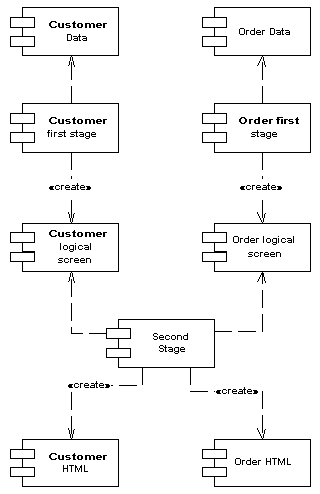 Customer
Data
Order Data
Customer
first stage
Order first
stage
«create»
«create»
Customer
logical
screen
Order logical
screen
Second
Stage
«create»
«create»
Customer
HTML
Order HTML